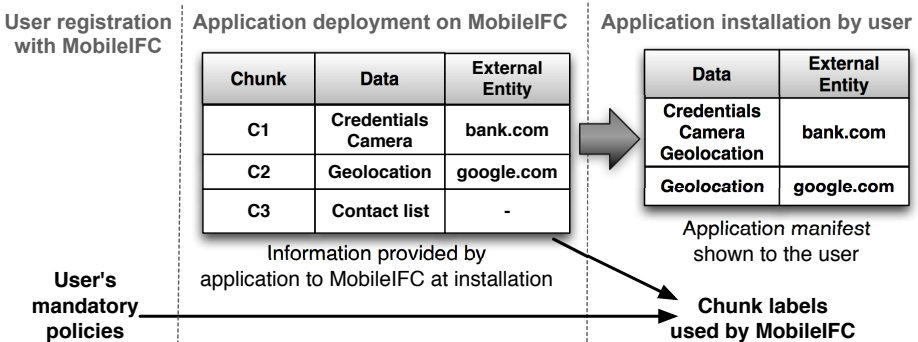 User registration
with MobileIFC
Application deployment on MobileIFC
Application installation by user
Chunk Data External
Entity
C1 Credentials
Camera bank.com
C2 Geolocation google.com
C3 Contact list -
Information provided by
application to MobileIFC at installation
Data External
Entity
Credentials
Camera
Geolocation bank.com
Geolocation google.com
Application manifest
shown to the user
User's
mandatory
policies
Chunk labels
used by MobileIFC